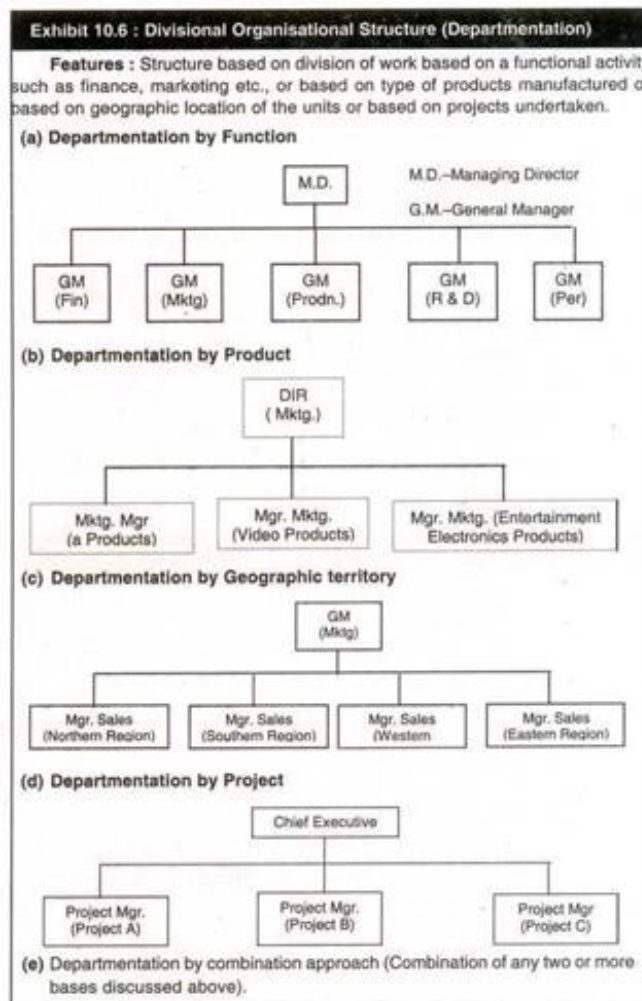 Exhibit 10.6 : Divisional Organisational Structure (Departmentation)
Features : Structure based on division of work based on a functional activit
such as finance, marketing etc., or based on type of products manufactured o
based on geographic location of the units or based on projects undertaken.
(a) Departmentation by Function
M.D.
M.D.–Managing Director
G.M.–General Manager
GM
(Fin)
GM
(Mktg)
GM
(Prodn.)
GM
(R & D)
GM
(Per)
(b) Departmentation by Product
DIR
( Mktg.)
Mktg. Mgr
(a Products)
Mgr. Mktg.
(Video Products)
Mgr. Mktg. (Entertainment
Electronics Products)
(c) Departmentation by Geographic territory
GM
(Mktg)
Mgr. Sales
(Northern Region)
Mgr. Sales
(Southern Region)
Mgr. Sales
(Western
Mgr. Sales
(Eastern Region)
(d) Departmentation by Project
Chief Executive
Project Mgr.
(Project A)
Project Mgr.
(Project B)
Project Mgr
(Project C)
(e) Departmentation by combination approach (Combination of any two or more
bases discussed above).